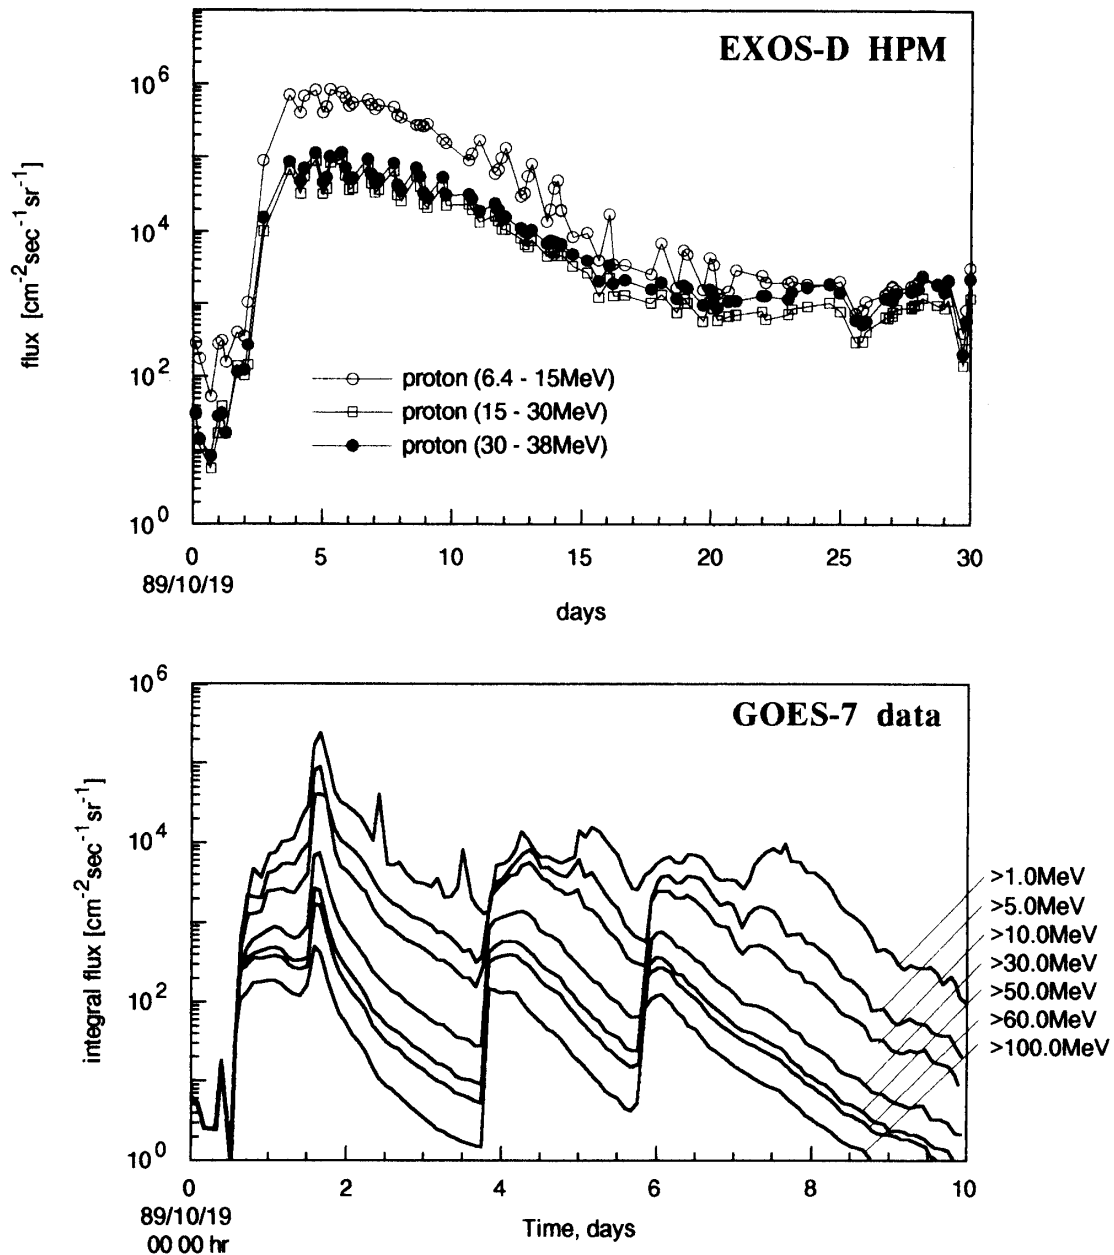 EXOS-D HPM
flux [cm-2sec-1sr-1]
10^6
10^4
10^2
10^0
proton (6.4 - 15MeV)
proton (15 - 30MeV)
proton (30 - 38MeV)
0 5 10 15 20 25 30
89/10/19
days
GOES-7 data
integral flux [cm-2sec-1sr-1]
10^6
10^4
10^2
10^0
>1.0MeV
>5.0MeV
>10.0MeV
>30.0MeV
>50.0MeV
>60.0MeV
>100.0MeV
0 2 4 6 8 10
89/10/19
00 00 hr
Time, days